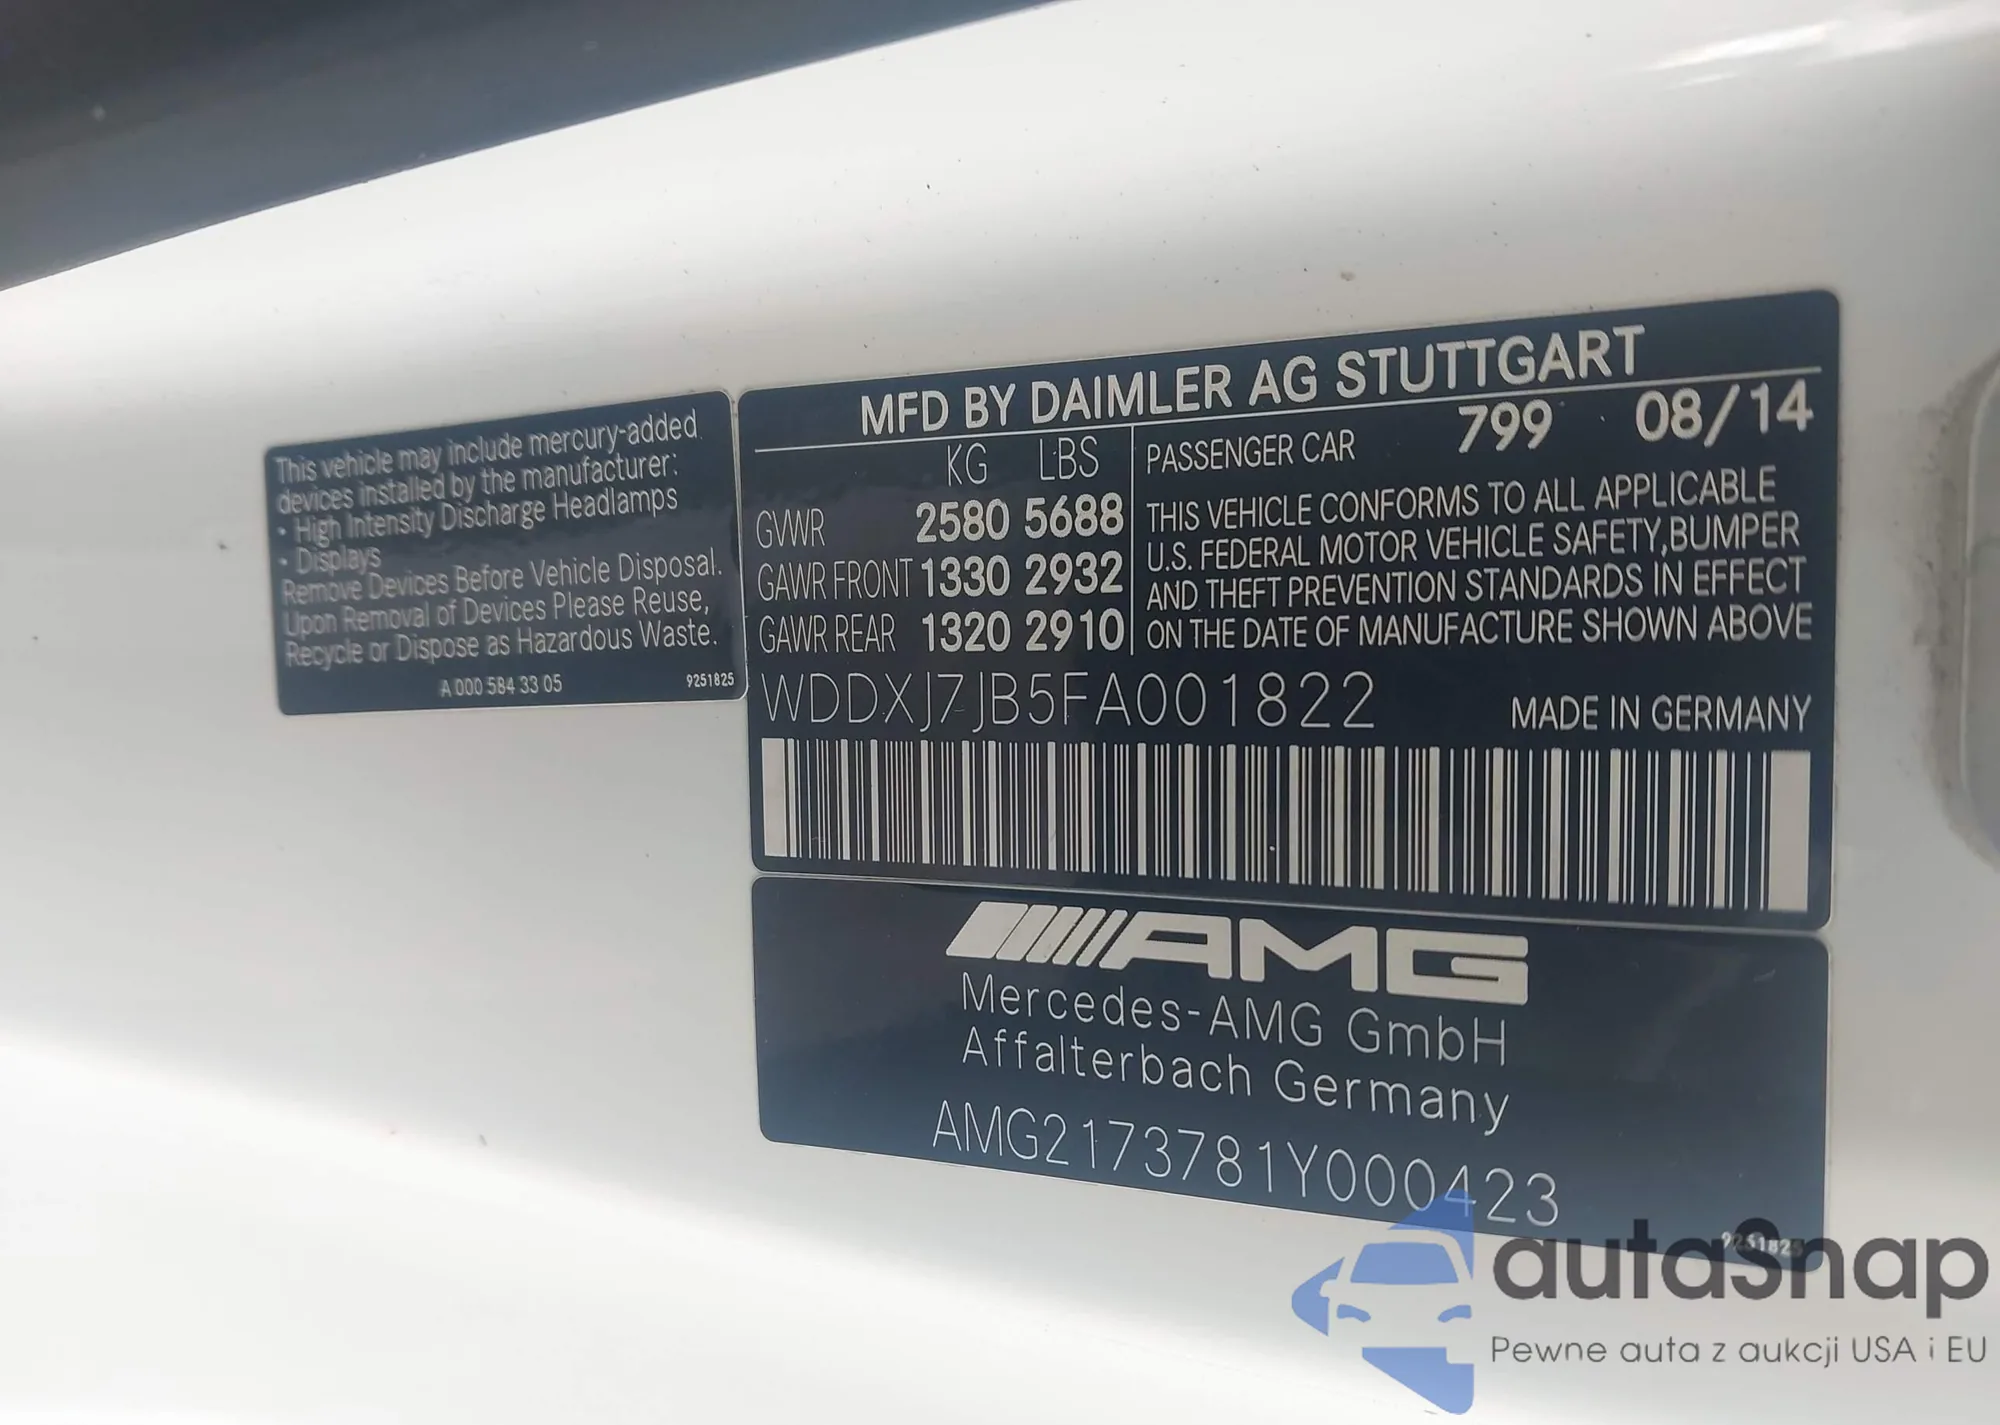 This vehicle may include mercury-added
devices installed by the manufacturer:
• High Intensity Discharge Headlamps
• Displays
Remove Devices Before Vehicle Disposal.
Upon Removal of Devices Please Reuse,
Recycle or Dispose as Hazardous Waste.
A 000 584 33 05
9251825
MFD BY DAIMLER AG STUTTGART
KG LBS
GVWR 2580 5688
GAWR FRONT 1330 2932
GAWR REAR 1320 2910
PASSENGER CAR 799 08/14
THIS VEHICLE CONFORMS TO ALL APPLICABLE
U.S. FEDERAL MOTOR VEHICLE SAFETY,BUMPER
AND THEFT PREVENTION STANDARDS IN EFFECT
ON THE DATE OF MANUFACTURE SHOWN ABOVE
WDDXJ7JB5FA001822
MADE IN GERMANY
AMG
Mercedes-AMG GmbH
Affalterbach Germany
AMG2173781Y000423
9251825
autaSnap
Pewne auta z aukcji USA i EU